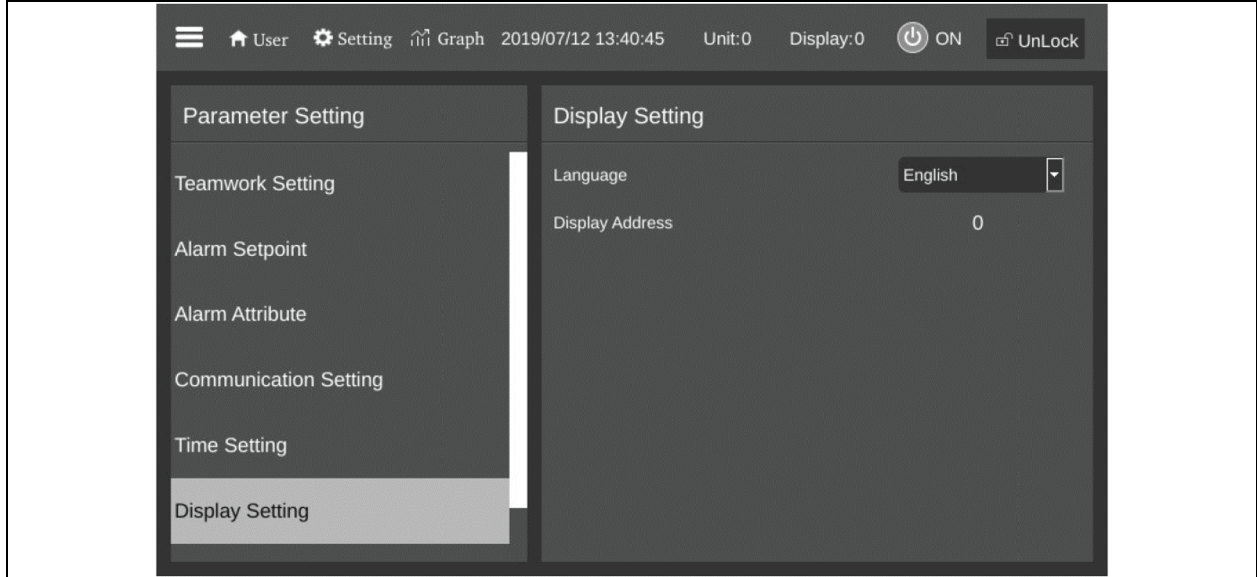 User Setting Graph 2019/07/12 13:40:45 Unit:0 Display:0 ON UnLock
Parameter Setting
Teamwork Setting
Alarm Setpoint
Alarm Attribute
Communication Setting
Time Setting
Display Setting
Display Setting
Language English
Display Address 0